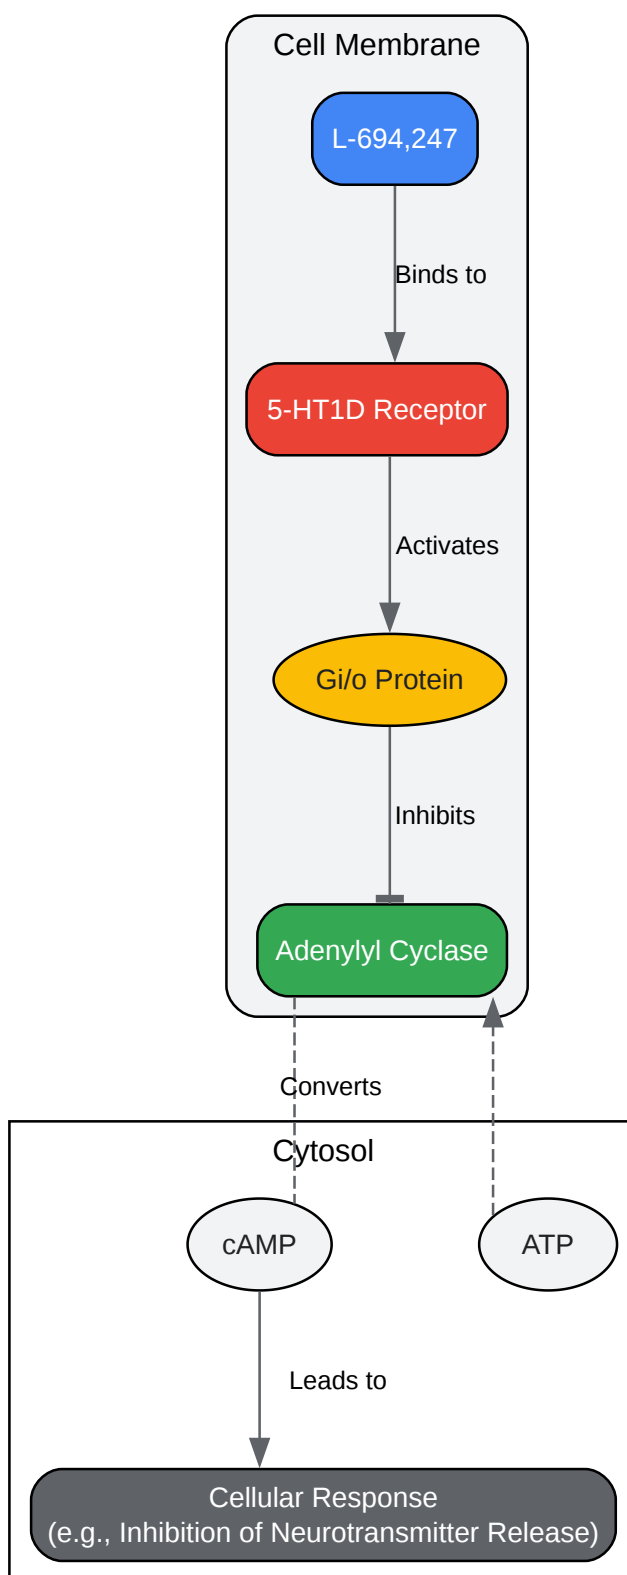 Cell Membrane
L-694,247
Binds to
5-HT1D Receptor
Activates
Gi/o Protein
Inhibits
Adenylyl Cyclase
Converts
Cytosol
cAMP
ATP
Leads to
Cellular Response
(e.g., Inhibition of Neurotransmitter Release)